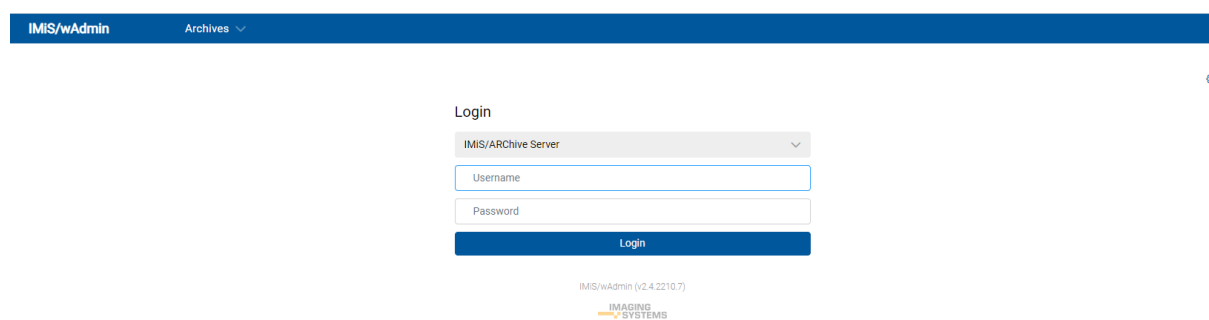 IMiS/wAdmin Archives
Login
IMiS/ARChive Server
Username
Password
Login
IMiS/wAdmin (v2.4.2210.7)
IMAGING
SYSTEMS